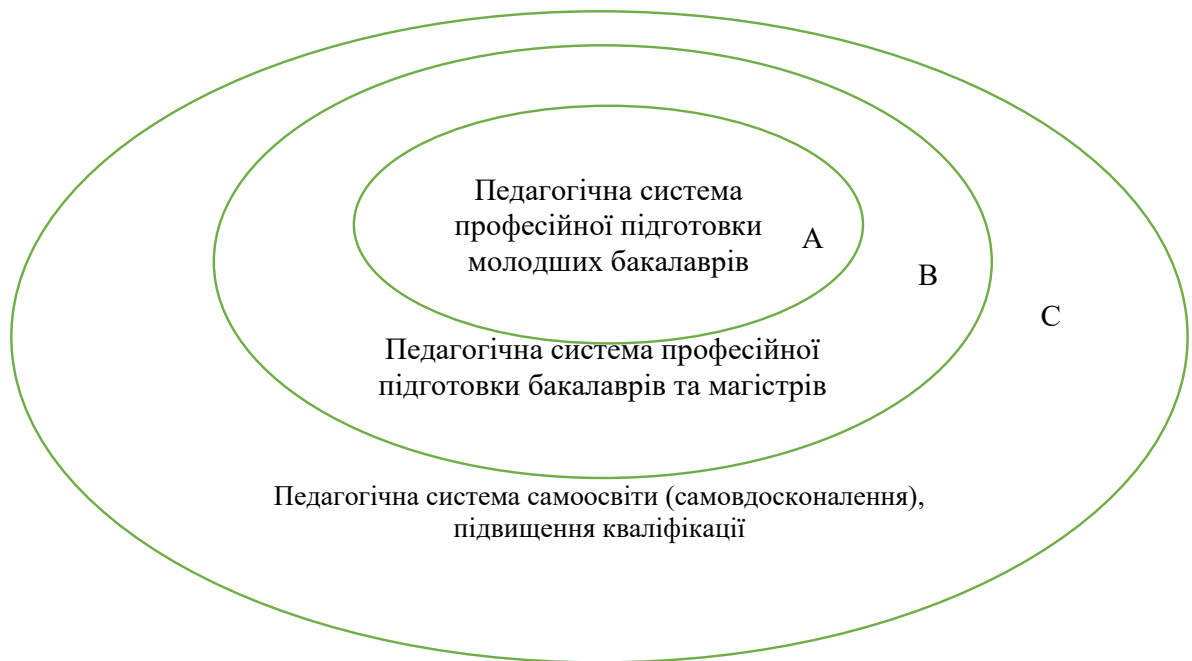 Педагогічна система
професійної підготовки
молодших бакалаврів
А
В
Педагогічна система професійної
підготовки бакалаврів та магістрів
С
Педагогічна система самоосвіти (самовдосконалення),
підвищення кваліфікації